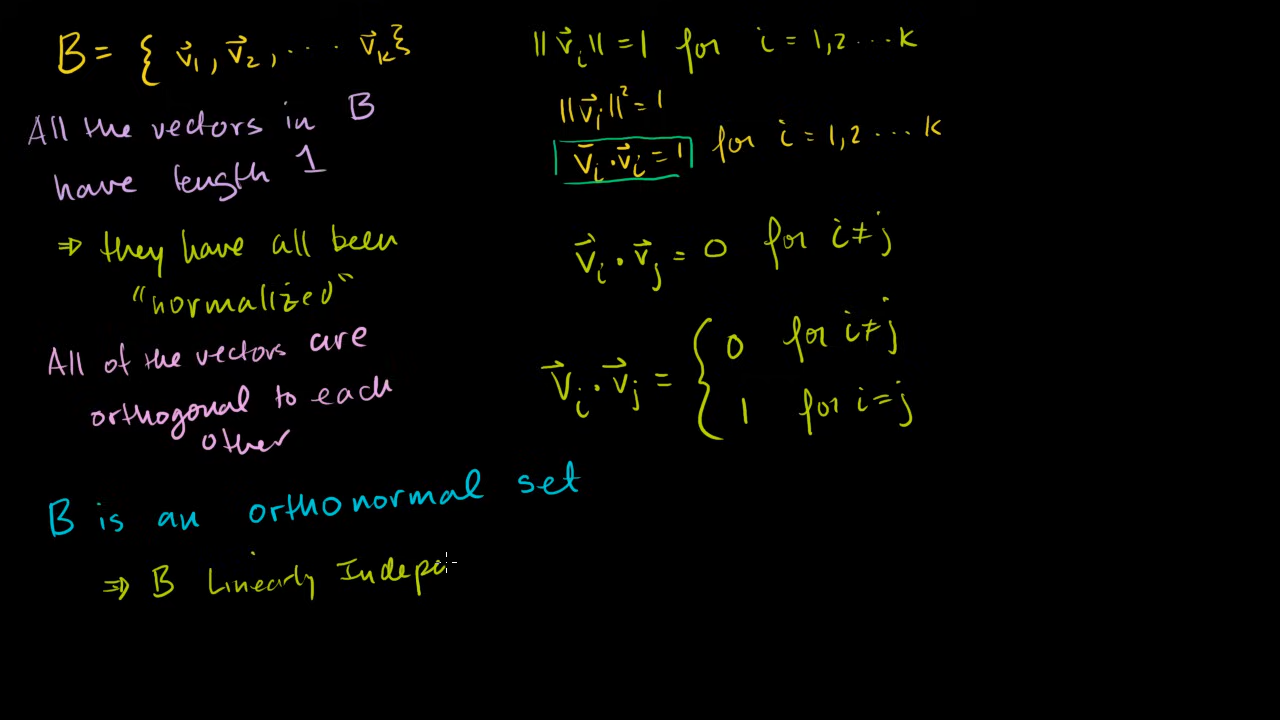 B = { v⃗₁, v⃗₂, ... v⃗ₖ}
All the vectors in B
have length 1
⇒ they have all been
"normalized"
All of the vectors are
orthogonal to each
other
B is an orthonormal set
⇒ B Linearly Indepe
||v⃗ᵢ|| = 1 for i = 1,2 ... k
||v⃗ᵢ||² = 1
v⃗ᵢ · v⃗ᵢ = 1 for i = 1,2 ... k
v⃗ᵢ · v⃗ⱼ = 0 for i ≠ j
v⃗ᵢ · v⃗ⱼ = { 0 for i ≠ j
1 for i = j